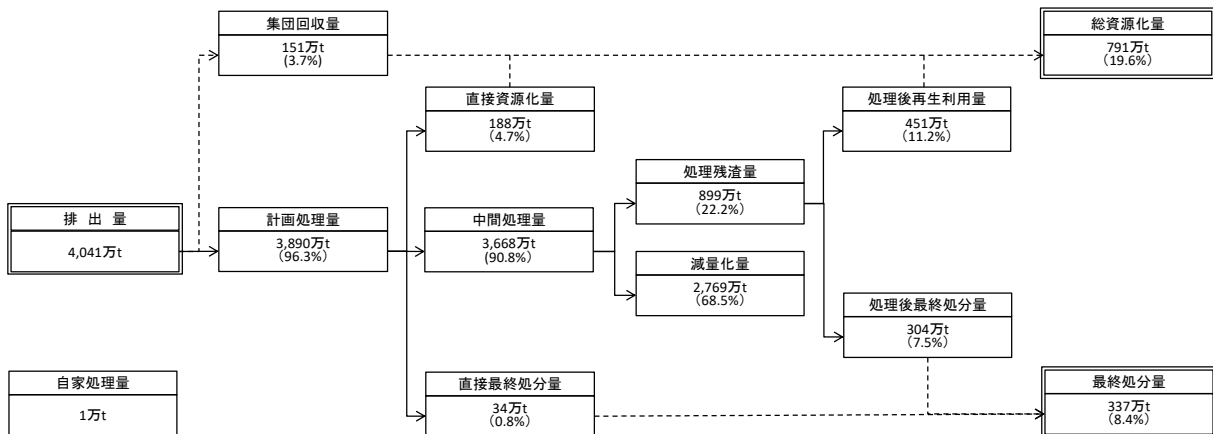 集団回収量
151万t
(3.7%)
総資源化量
791万t
(19.6%)
直接資源化量
188万t
(4.7%)
処理後再生利用量
451万t
(11.2%)
処理残渣量
899万t
(22.2%)
排 出 量
4,041万t
計画処理量
3,890万t
(96.3%)
中間処理量
3,668万t
(90.8%)
減量化量
2,769万t
(68.5%)
処理後最終処分量
304万t
(7.5%)
自家処理量
1万t
直接最終処分量
34万t
(0.8%)
最終処分量
337万t
(8.4%)